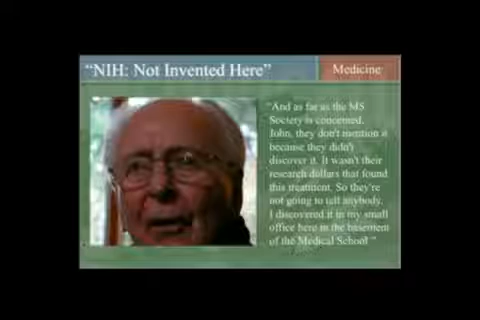 “NIH: Not Invented Here”
Medicine
“And as far as the MS
Society is concerned,
John, they don't mention it
because they didn't
discover it. It wasn't their
research dollars that found
this treatment. So they're
not going to tell anybody.
I discovered it in my small
office here in the basement
of the Medical School ”